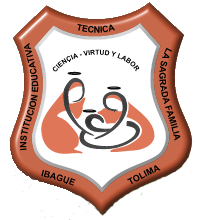 INSTITUCION EDUCATIVA
TECNICA
LA SAGRADA FAMILIA
CIENCIA - VIRTUD Y LABOR
IBAGUE
TOLIMA